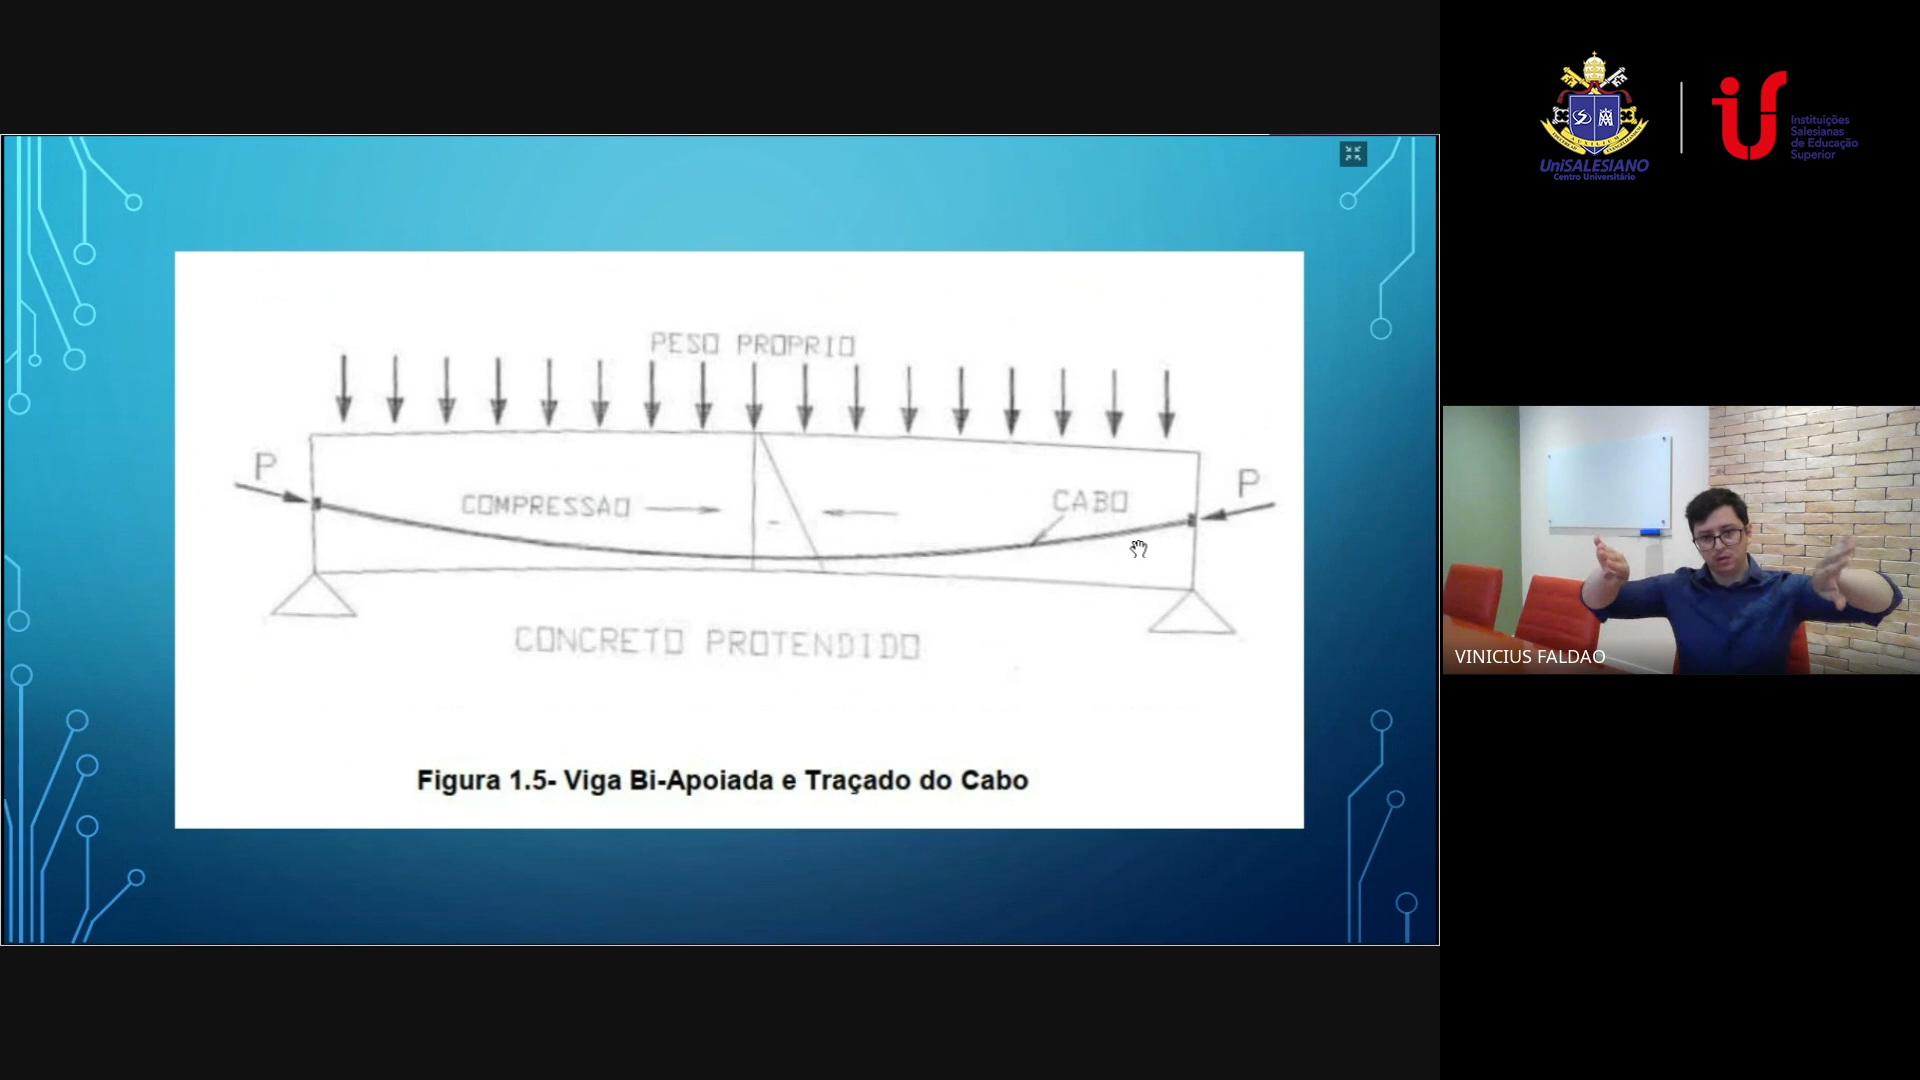 PESO PROPRIO
P
COMPRESSAO
CABO
P
-
CONCRETO PROTENDIDO
Figura 1.5- Viga Bi-Apoiada e Traçado do Cabo
UniSALESIANO
Centro Universitário
Instituições
Salesianas
de Educação
Superior
VINICIUS FALDAO